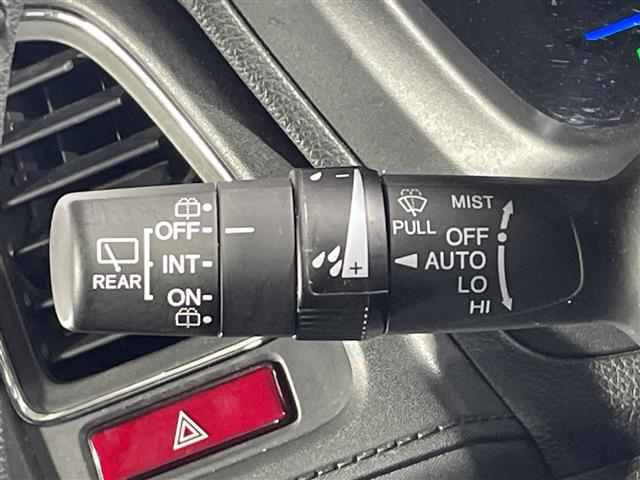 REAR
OFF
INT
ON
− 
+
PULL
MIST
OFF
AUTO
LO
HI